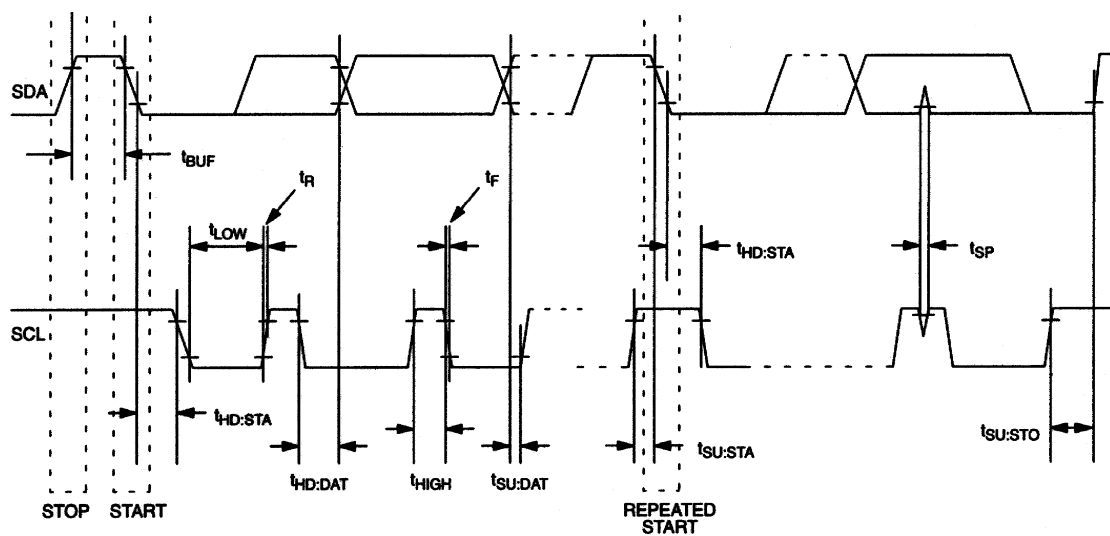 SDA
tBUF
tR
tF
tLOW
tHD:STA
tSP
SCL
tHD:STA
tSU:STA
tSU:STO
tHD:DAT
tHIGH
tSU:DAT
STOP
START
REPEATED
START